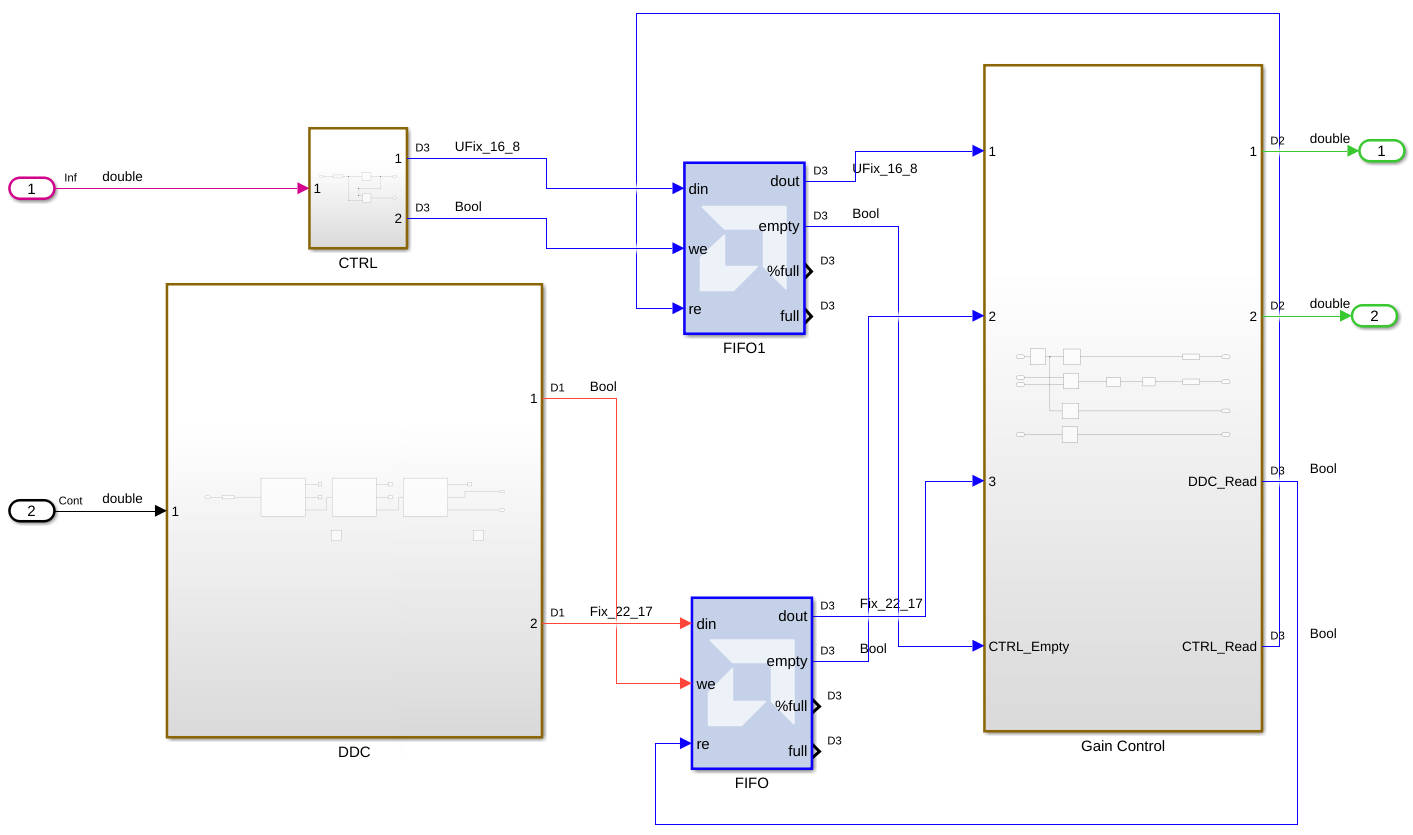 1
Inf
double
1
1
D3
UFix_16_8
2
D3
Bool
CTRL
din
we
re
dout
D3
UFix_16_8
empty
D3
Bool
%full
D3
full
D3
FIFO1
2
Cont
double
1
1
D1
Bool
2
D1
Fix_22_17
DDC
din
we
re
dout
D3
Fix_22_17
empty
D3
Bool
%full
D3
full
D3
FIFO
1
2
3
CTRL_Empty
1
D2
double
1
2
D2
double
2
DDC_Read
D3
Bool
CTRL_Read
D3
Bool
Gain Control